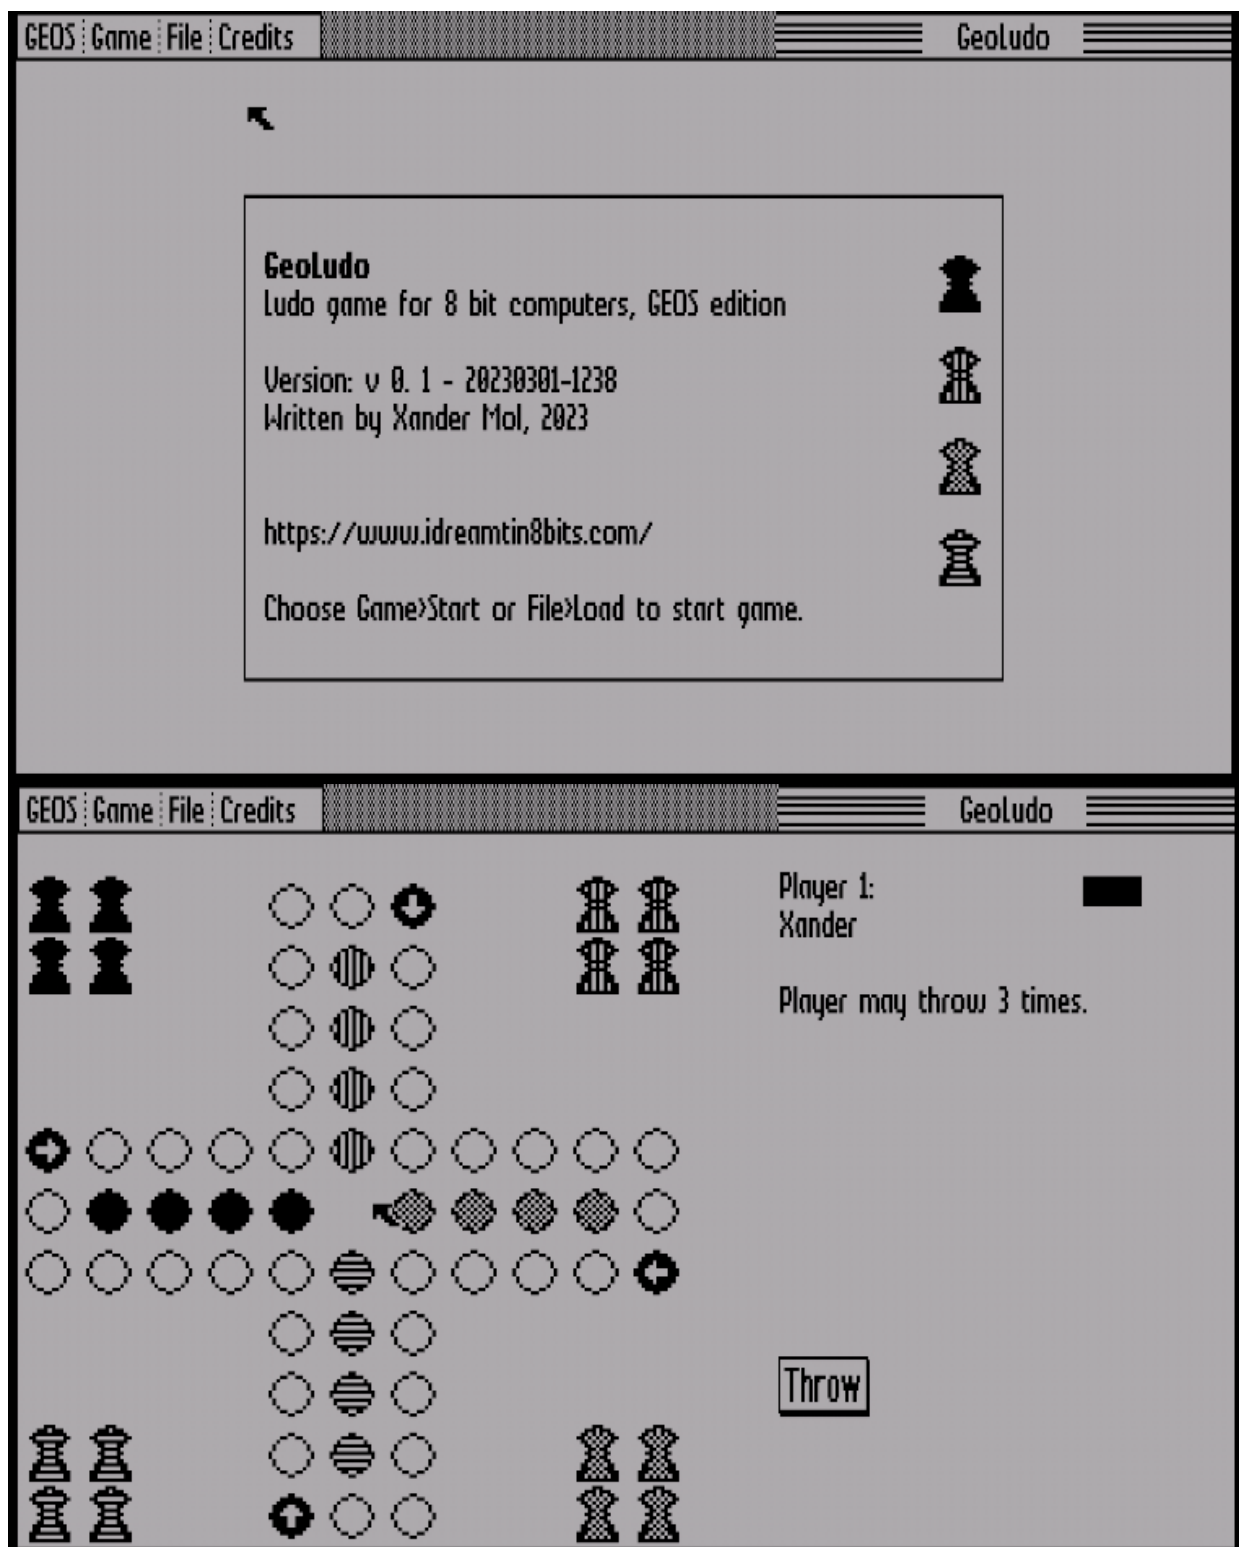 GEOS Game File Credits GeoLudo
GeoLudo
Ludo game for 8 bit computers, GEOS edition
Version: v 0. 1 - 20230301-1238
Written by Xander Mol, 2023
https://www.idreamtin8bits.com/
Choose Game>Start or File>Load to start game.
GEOS Game File Credits GeoLudo
Player 1:
Xander
Player may throw 3 times.
Throw